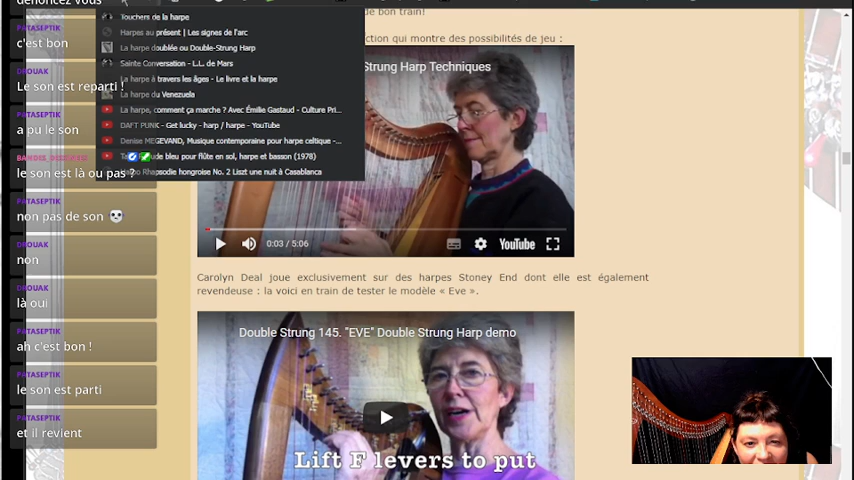 dénoncez vous
PATASEPTIK
c'est bon
DROUAK
Le son est reparti !
PATASEPTIK
a pu le son
le son est là ou pas ?
PATASEPTIK
non pas de son
DROUAK
non
DROUAK
là oui
PATASEPTIK
ah c'est bon !
PATASEPTIK
le son est parti
PATASEPTIK
et il revient
Touchers de la harpe
Harpes au présent | Les signes de l'arc
La harpe doublée ou Double-Strung Harp
Sainte Conversation - L.L. de Mars
La harpe à travers les âges - Le livre et la harpe
La harpe du Venezuela
La harpe, comment ça marche ? Avec Émilie Gastaud - Culture Pri...
DAFT PUNK - Get lucky - harp / harpe - YouTube
Denise MEGEVAND, Musique contemporaine pour harpe celtique -...
ude bleu pour flûte en sol, harpe et basson (1978)
Rhapsodie hongroise No. 2 Liszt une nuit à Casablanca
de bon train!
ction qui montre des possibilités de jeu :
Strung Harp Techniques
0:03 / 5:06
YouTube
Carolyn Deal joue exclusivement sur des harpes Stoney End dont elle est également
revendeuse : la voici en train de tester le modèle « Eve ».
Double Strung 145. "EVE" Double Strung Harp demo
Lift F levers to put